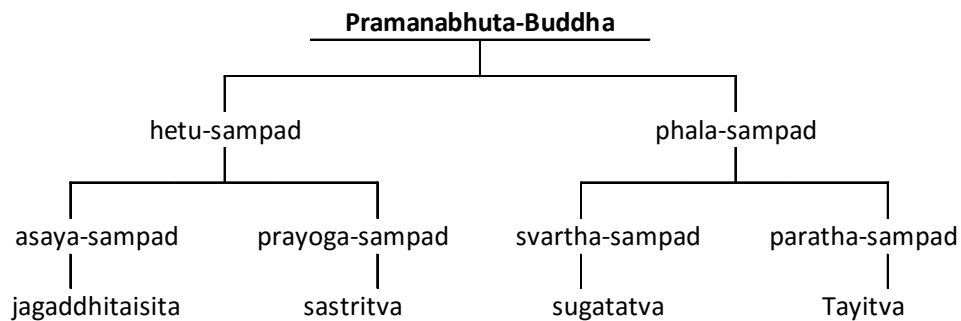 Pramanabhuta-Buddha
hetu-sampad phala-sampad
asaya-sampad prayoga-sampad svartha-sampad paratha-sampad
jagaddhitaisita sastritva sugatatva Tayitva